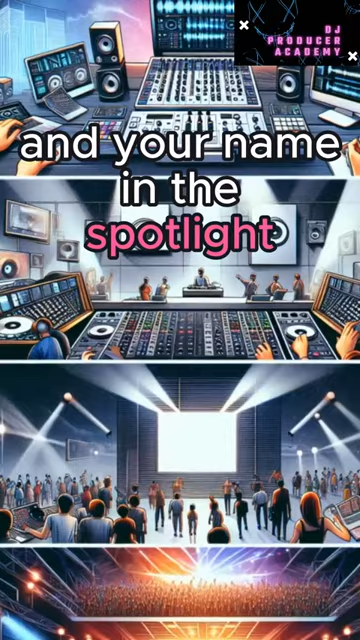 DJ
PRODUCER
ACADEMY
and your name
in the
spotlight